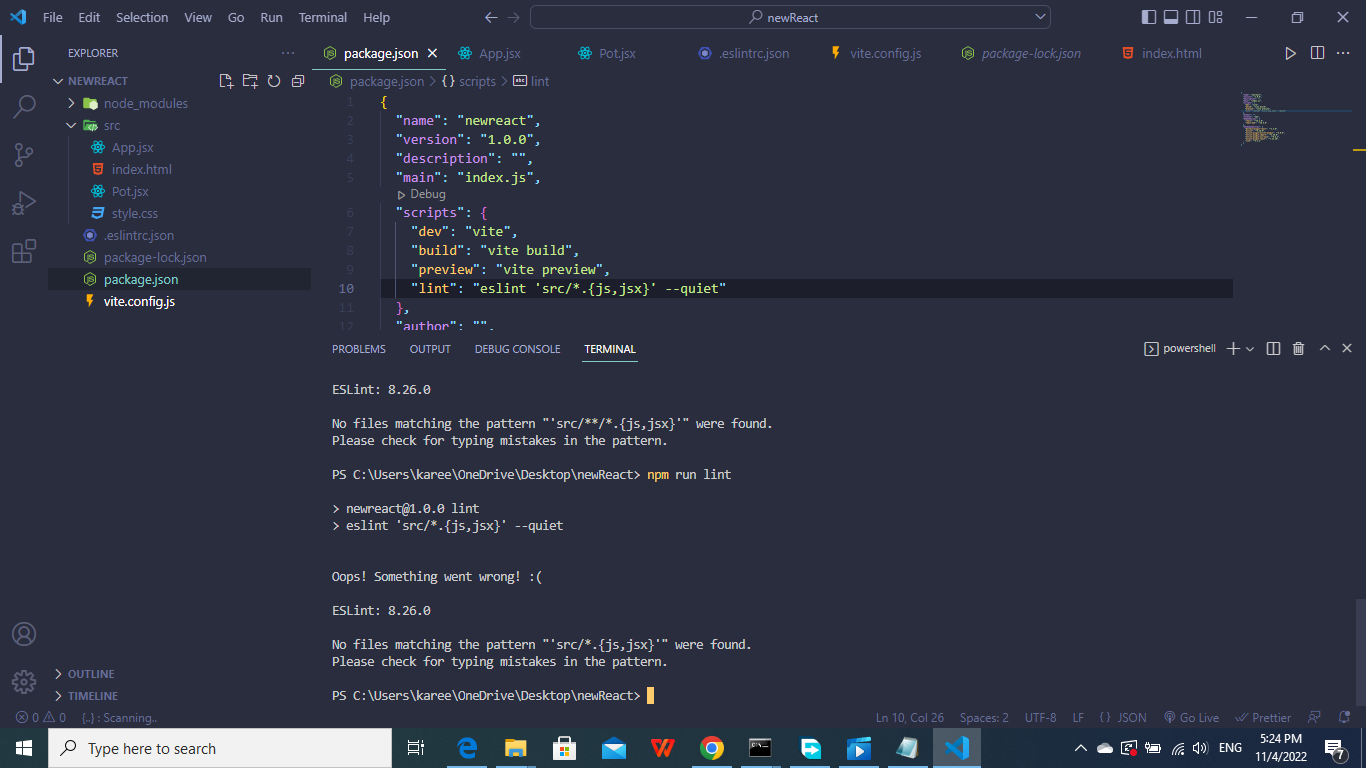 File Edit Selection View Go Run Terminal Help
newReact
EXPLORER
NEWREACT
node_modules
src
App.jsx
index.html
Pot.jsx
style.css
.eslintrc.json
package-lock.json
package.json
vite.config.js
OUTLINE
TIMELINE
package.json App.jsx Pot.jsx .eslintrc.json vite.config.js package-lock.json index.html
package.json > {} scripts > abc lint
1 {
2 "name": "newreact",
3 "version": "1.0.0",
4 "description": "",
5 "main": "index.js",
Debug
6 "scripts": {
7 "dev": "vite",
8 "build": "vite build",
9 "preview": "vite preview",
10 "lint": "eslint 'src/*.{js,jsx}' --quiet"
11 },
12 "author": "",
PROBLEMS OUTPUT DEBUG CONSOLE TERMINAL
powershell
ESLint: 8.26.0
No files matching the pattern "'src/**/*.{js,jsx}'" were found.
Please check for typing mistakes in the pattern.
PS C:\Users\karee\OneDrive\Desktop\newReact> npm run lint
> newreact@1.0.0 lint
> eslint 'src/*.{js,jsx}' --quiet
Oops! Something went wrong! :(
ESLint: 8.26.0
No files matching the pattern "'src/*.{js,jsx}'" were found.
Please check for typing mistakes in the pattern.
PS C:\Users\karee\OneDrive\Desktop\newReact>
0 0 {..} : Scanning.. Ln 10, Col 26 Spaces: 2 UTF-8 LF {} JSON Go Live Prettier
Type here to search
ENG
5:24 PM
11/4/2022
7